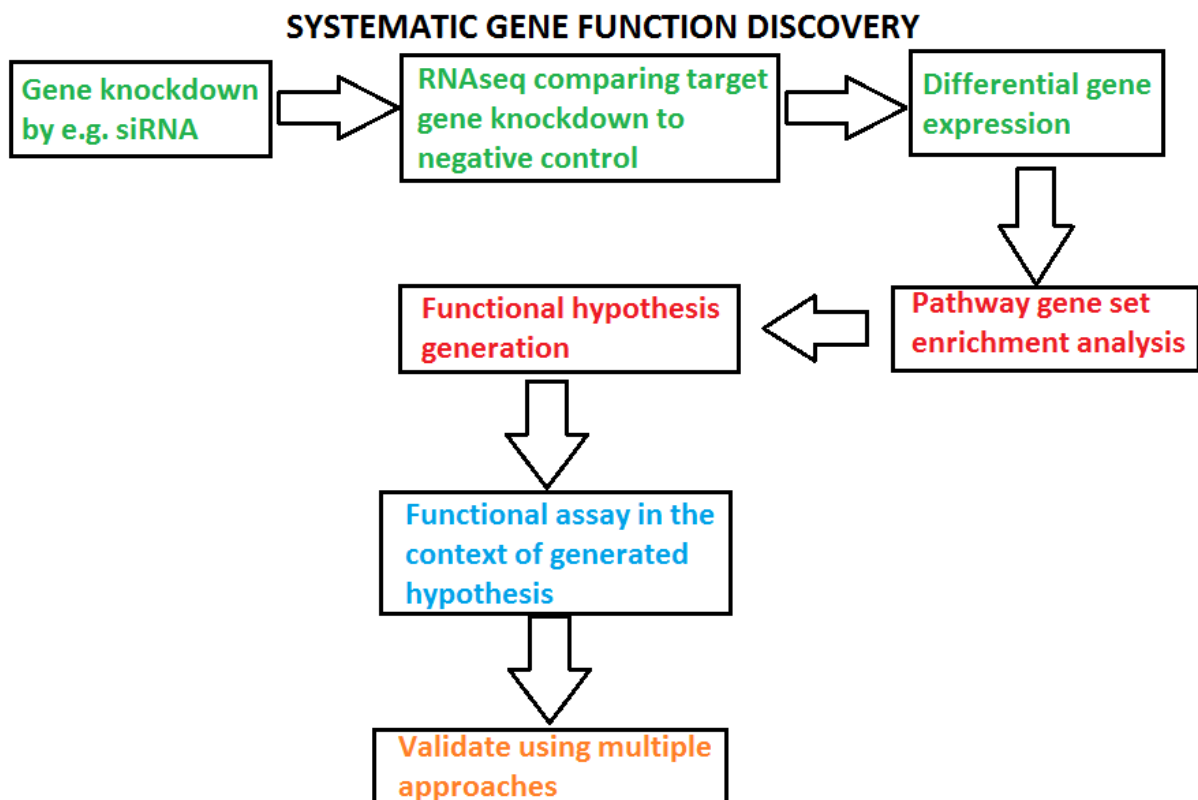 SYSTEMATIC GENE FUNCTION DISCOVERY
Gene knockdown
by e.g. siRNA
RNAseq comparing target
gene knockdown to
negative control
Differential gene
expression
Pathway gene set
enrichment analysis
Functional hypothesis
generation
Functional assay in the
context of generated
hypothesis
Validate using multiple
approaches